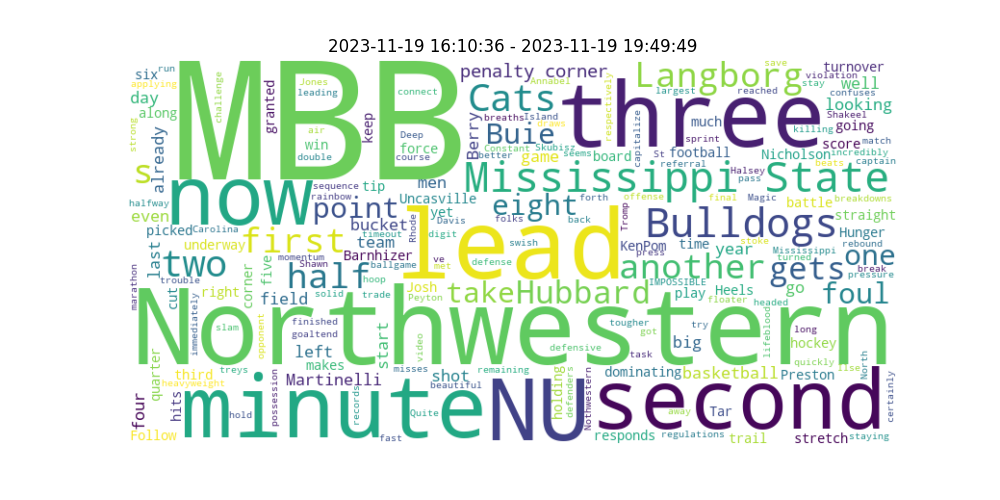 2023-11-19 16:10:36 - 2023-11-19 19:49:49
MBB
three
Northwestern
lead
second
minute
NU
now
Mississippi State
Bulldogs
Langborg
Cats
Buie
penalty corner
eight
another
gets
one
foul
first
two
half
point
takeHubbard
s
six
run
applying
day
along
strong
already
challenge
granted
Jones
leading
air
win
double
connect
Deep
force
course
keep
Berry
Annabel
breaths
Island
draws
Constant
Skubisz
better
game
seems
board
respectively
largest
save
reached
violation
stay
turnover
well
confuses
looking
killing
Shakeel
going
much
sprint
capitalize
St
football
referral
Halsey
pass
score
match
Nicholson
incredibly
captain
beats
battle
breakdowns
halfway
even
picked
Carolina
underway
last
sequence
rainbow
tip
men
Uncasville
yet
bucket
Davis
digit
team
timeout
Rhode
Barnhizer
ballgame
momentum
Shawn
trouble
folks
forth
back
swish
defense
ve
met
Tromp
KenPom
press
time
offense
year
final
Magic
stoke
Mississippi
turned
Hunger
straight
rebound
break
pressure
marathon
cut
right
corner
five
field
solid
hoop
trade
Josh
Peyton
IMPOSSIBLE
play
Heels
floater
headed
go
immediately
slam
opponent
finished
goaltend
left
makes
start
video
misses
shot
beautiful
remaining
defensive
tougher
got
task
try
big
lifeblood
long
hockey
quickly
rise
North
quarter
third
treys
heavyweight
four
hits
Follow
hold
possession
Martinelli
records
fast
Quite
holding
defenders
Nothwestern
dominating
basketball
Preston
away
Tar
responds
regulations
trail
stretch
staying
certainly